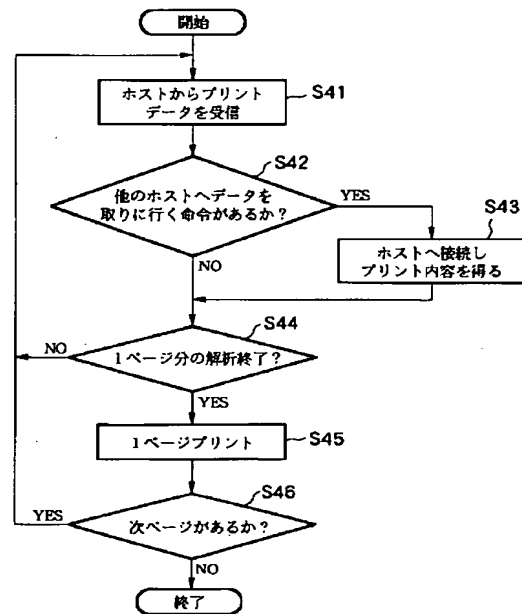 開始
ホストからプリント
データを受信
S41
S42
他のホストへデータを
取りに行く命令があるか？
YES
S43
ホストへ接続し
プリント内容を得る
NO
S44
NO
1ページ分の解析終了？
YES
1ページプリント
S45
S46
YES
次ページがあるか？
NO
終了